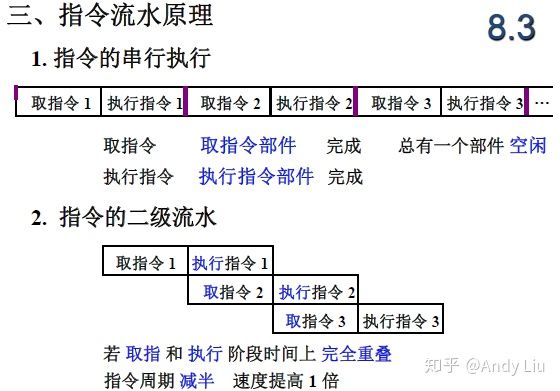 三、指令流水原理
8.3
1. 指令的串行执行
取指令 1 执行指令 1 取指令 2 执行指令 2 取指令 3 执行指令 3 …
取指令 取指令部件 完成 总有一个部件 空闲
执行指令 执行指令部件 完成
2. 指令的二级流水
取指令 1 执行指令 1
取指令 2 执行指令 2
取指令 3 执行指令 3
若 取指 和 执行 阶段时间上 完全重叠
指令周期 减半 速度提高 1 倍
知乎 @Andy Liu